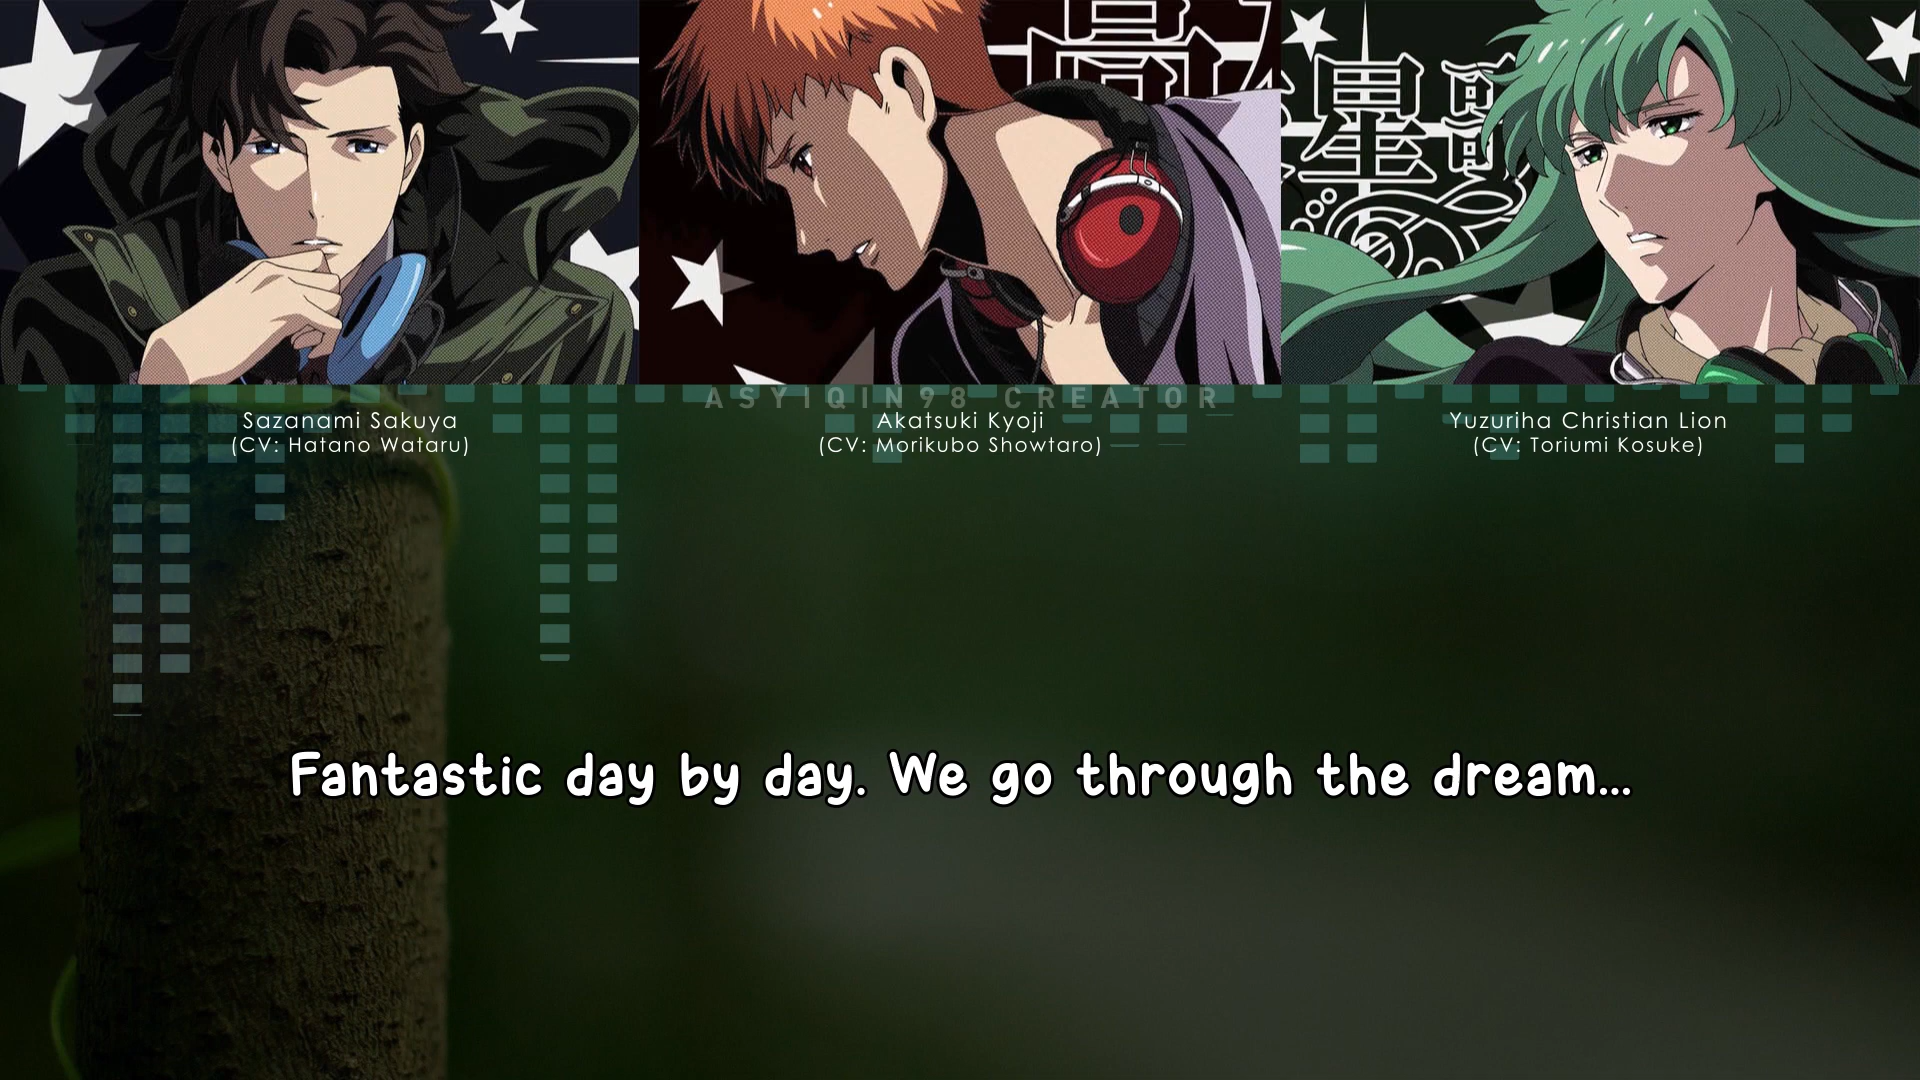 星
ASYIQIN98 CREATOR
Sazanami Sakuya
(CV: Hatano Wataru)
Akatsuki Kyoji
(CV: Morikubo Showtaro)
Yuzuriha Christian Lion
(CV: Toriumi Kosuke)
Fantastic day by day. We go through the dream...